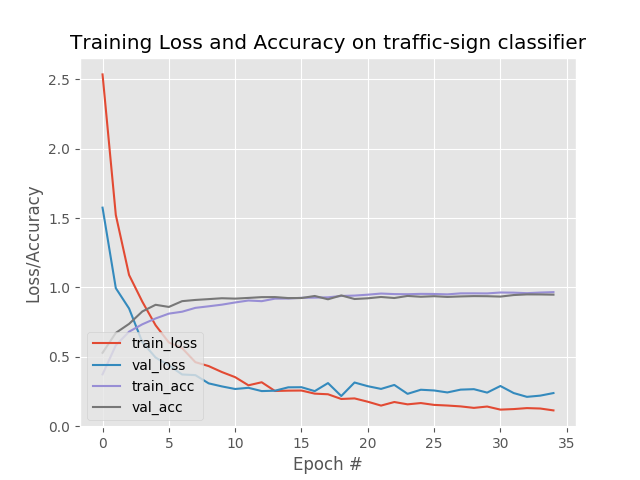 Training Loss and Accuracy on traffic-sign classifier
Loss/Accuracy
2.5
2.0
1.5
1.0
0.5
0.0
train_loss
val_loss
train_acc
val_acc
0 5 10 15 20 25 30 35
Epoch #